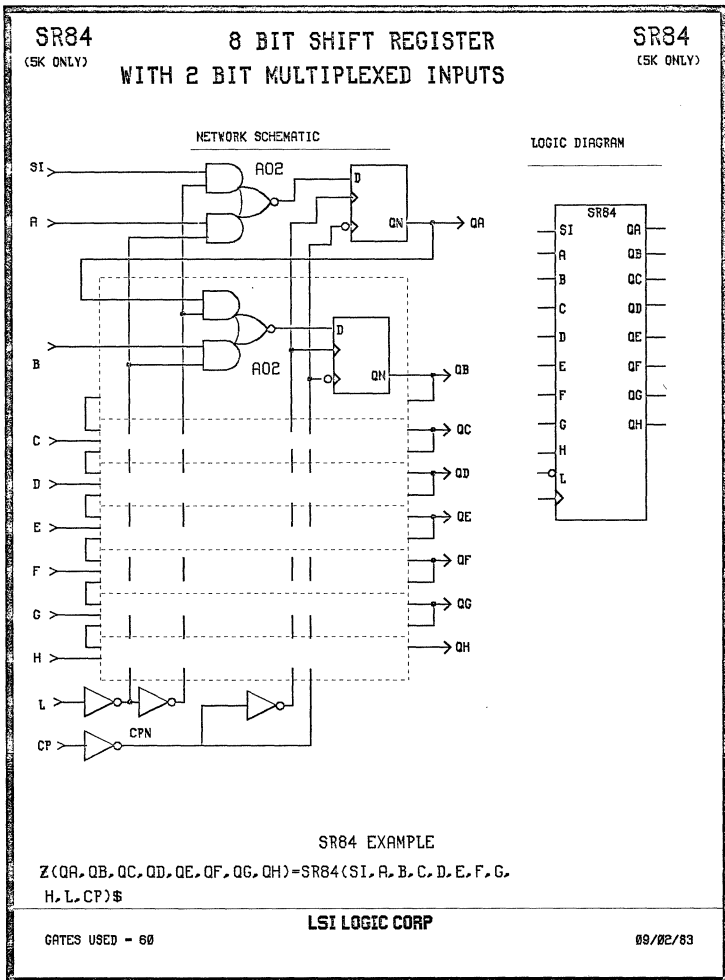 SR84
(5K ONLY)
8 BIT SHIFT REGISTER
WITH 2 BIT MULTIPLEXED INPUTS
SR84
(5K ONLY)
NETWORK SCHEMATIC
LOGIC DIAGRAM
SI
AO2
D
QN
QA
A
B
AO2
D
QN
QB
C
QC
D
QD
E
QE
F
QF
G
QG
H
QH
L
CP
CPN
SR84
SI QA
A QB
B QC
C QD
D QE
E QF
F QG
G QH
H
L
SR84 EXAMPLE
Z(QA,QB,QC,QD,QE,QF,QG,QH)=SR84(SI,A,B,C,D,E,F,G,
H,L,CP)$
LSI LOGIC CORP
GATES USED = 60
09/02/83